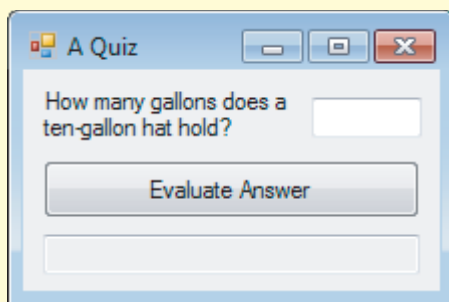 A Quiz
How many gallons does a
ten-gallon hat hold?
Evaluate Answer